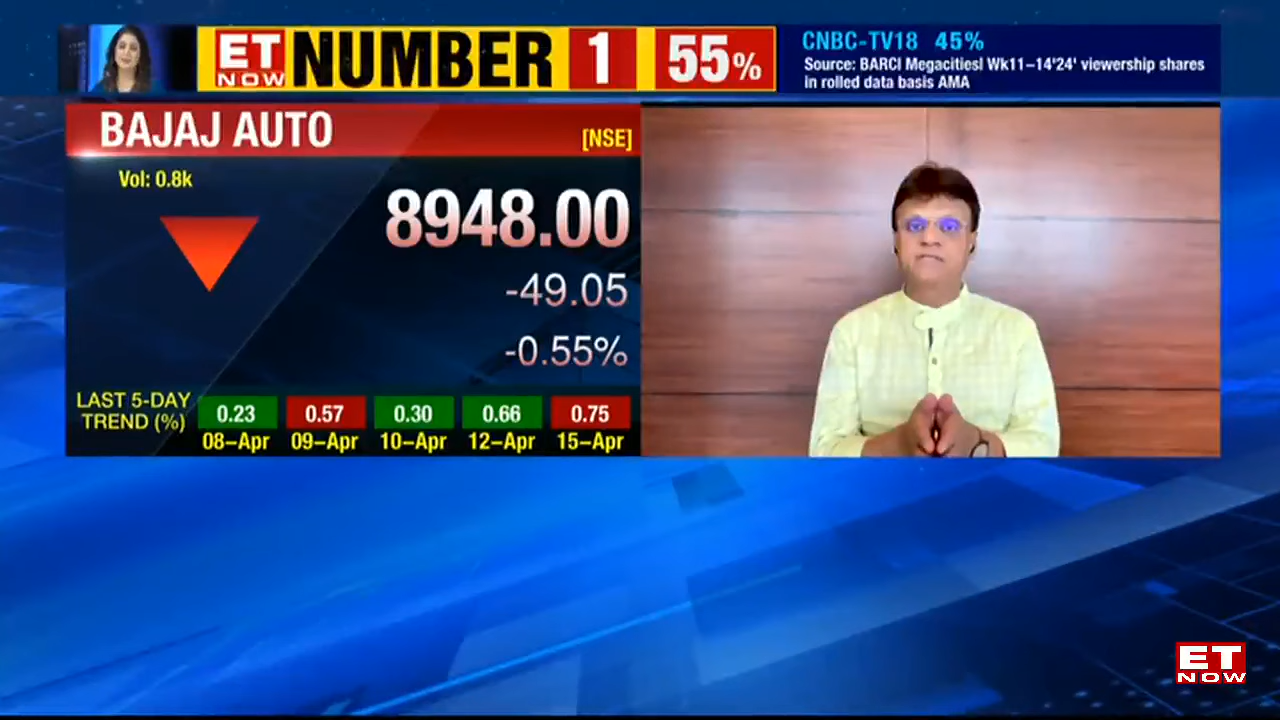 ET
NOW
NUMBER
1
55%
CNBC-TV18 45%
Source: BARCI MegacitiesI Wk11-14'24' viewership shares
in rolled data basis AMA
BAJAJ AUTO
[NSE]
Vol: 0.8k
8948.00
-49.05
-0.55%
LAST 5-DAY
TREND (%)
0.23 0.57 0.30 0.66 0.75
08-Apr 09-Apr 10-Apr 12-Apr 15-Apr
ET
NOW